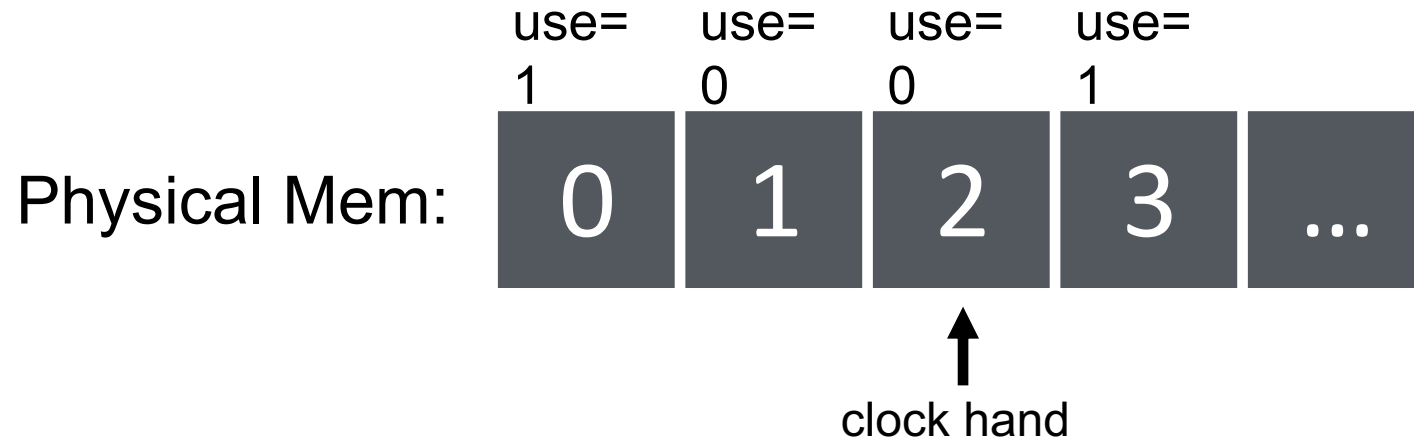 use= use= use= use=
1 0 0 1
Physical Mem: 0 1 2 3 ...
clock hand